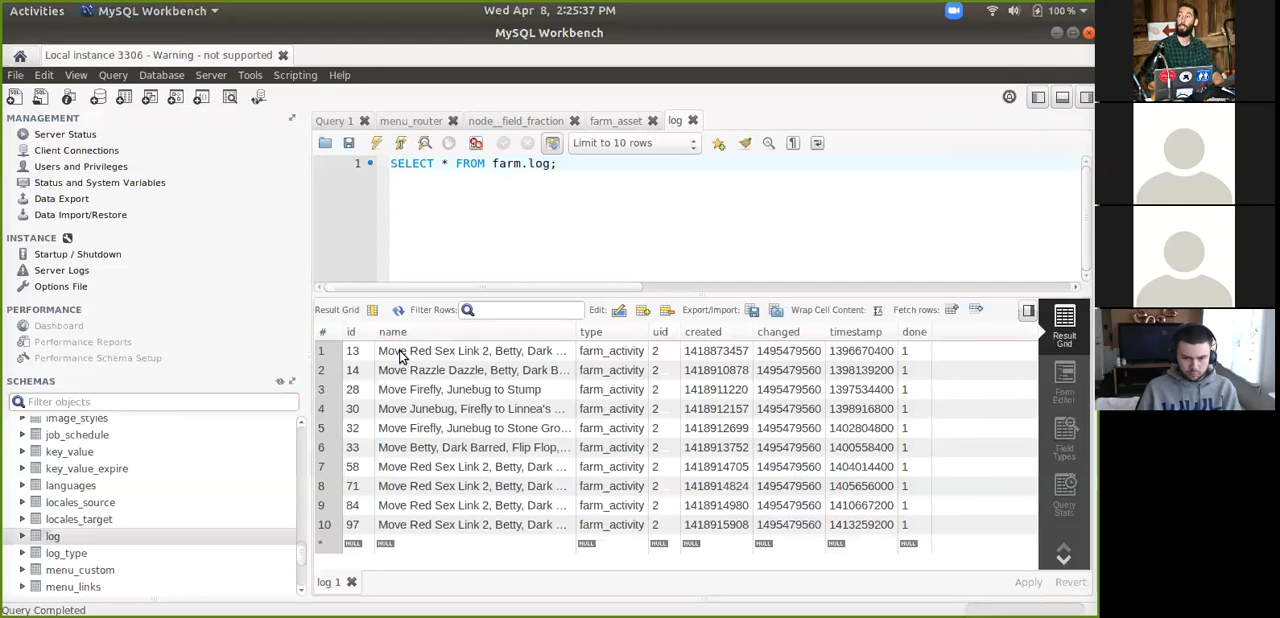 Activities MySQL Workbench Wed Apr 8, 2:25:37 PM 100 %
MySQL Workbench
Local instance 3306 - Warning - not supported
File Edit View Query Database Server Tools Scripting Help
MANAGEMENT
Server Status
Client Connections
Users and Privileges
Status and System Variables
Data Export
Data Import/Restore
INSTANCE
Startup / Shutdown
Server Logs
Options File
PERFORMANCE
Dashboard
Performance Reports
Performance Schema Setup
SCHEMAS
Filter objects
image_styles
job_schedule
key_value
key_value_expire
languages
locales_source
locales_target
log
log_type
menu_custom
menu_links
Query 1 menu_router node__field_fraction farm_asset log
Limit to 10 rows
1 SELECT * FROM farm.log;
Result Grid Filter Rows: Edit: Export/Import: Wrap Cell Content: Fetch rows:
# id name type uid created changed timestamp done
1 13 Move Red Sex Link 2, Betty, Dark ... farm_activity 2 1418873457 1495479560 1396670400 1
2 14 Move Razzle Dazzle, Betty, Dark B... farm_activity 2 1418910878 1495479560 1398139200 1
3 28 Move Firefly, Junebug to Stump farm_activity 2 1418911220 1495479560 1397534400 1
4 30 Move Junebug, Firefly to Linnea's ... farm_activity 2 1418912157 1495479560 1398916800 1
5 32 Move Firefly, Junebug to Stone Gro... farm_activity 2 1418912699 1495479560 1402804800 1
6 33 Move Betty, Dark Barred, Flip Flop,... farm_activity 2 1418913752 1495479560 1400558400 1
7 58 Move Red Sex Link 2, Betty, Dark ... farm_activity 2 1418914705 1495479560 1404014400 1
8 71 Move Red Sex Link 2, Betty, Dark ... farm_activity 2 1418914824 1495479560 1405656000 1
9 84 Move Red Sex Link 2, Betty, Dark ... farm_activity 2 1418914980 1495479560 1410667200 1
10 97 Move Red Sex Link 2, Betty, Dark ... farm_activity 2 1418915908 1495479560 1413259200 1
* NULL NULL NULL NULL NULL NULL NULL NULL
Result Grid
Form Editor
Field Types
Query Stats
log 1 Apply Revert
Query Completed